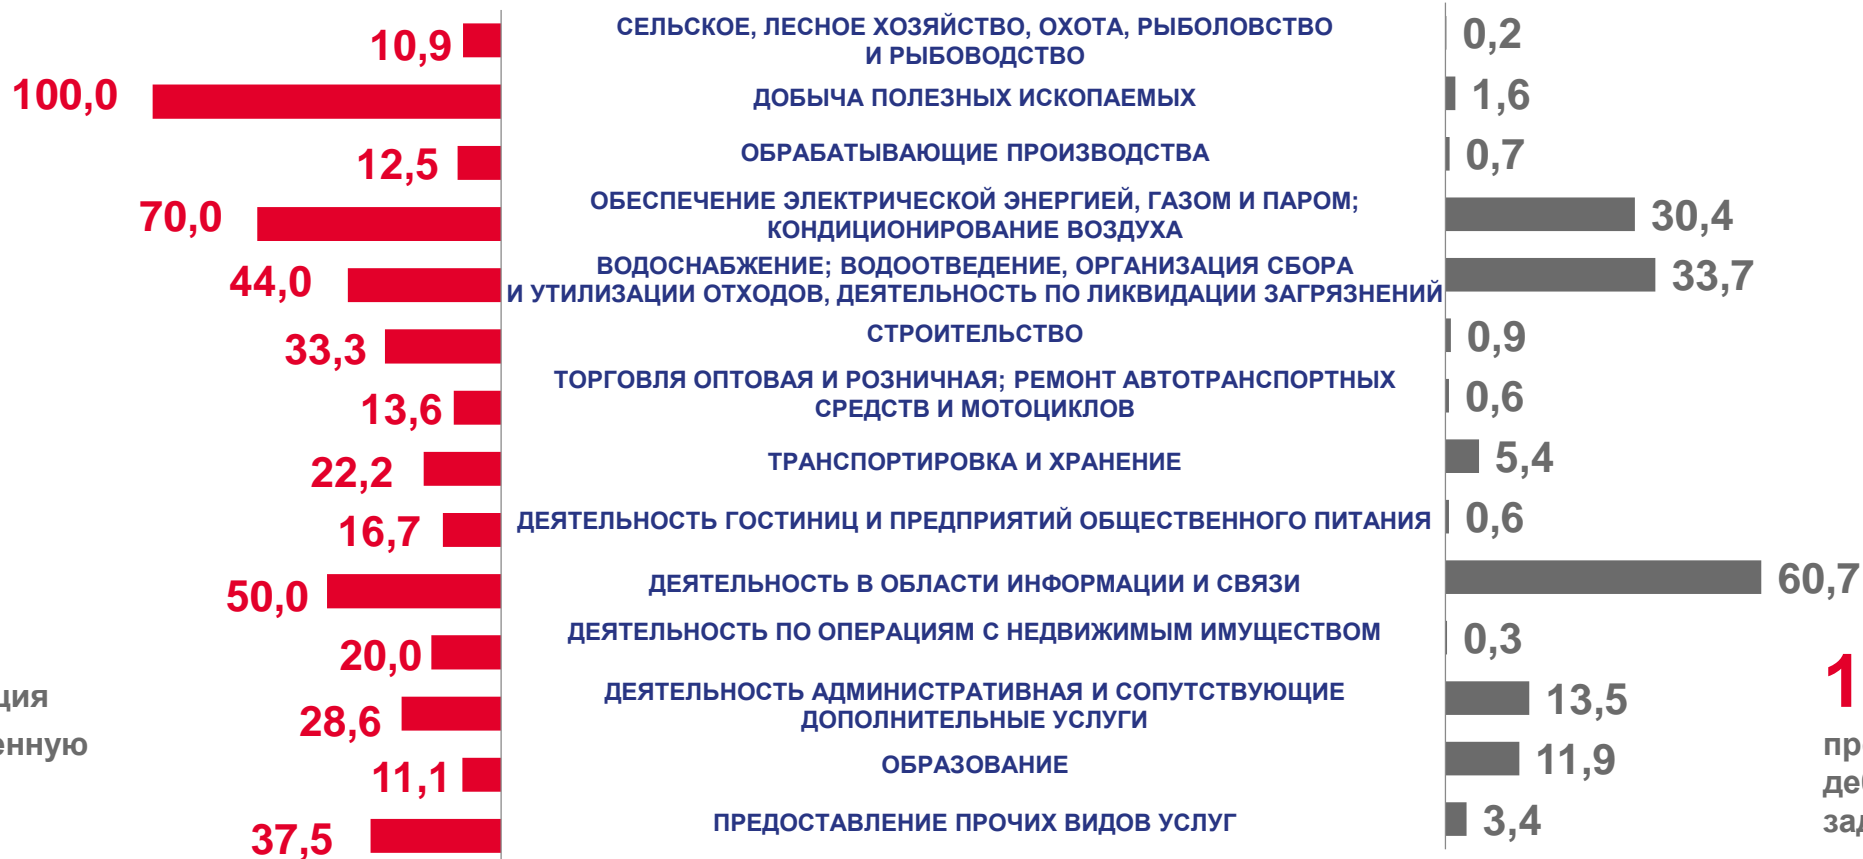 10,9 СЕЛЬСКОЕ, ЛЕСНОЕ ХОЗЯЙСТВО, ОХОТА, РЫБОЛОВСТВО 0,2
И РЫБОВОДСТВО
100,0 ДОБЫЧА ПОЛЕЗНЫХ ИСКОПАЕМЫХ 1,6
12,5 ОБРАБАТЫВАЮЩИЕ ПРОИЗВОДСТВА 0,7
70,0 ОБЕСПЕЧЕНИЕ ЭЛЕКТРИЧЕСКОЙ ЭНЕРГИЕЙ, ГАЗОМ И ПАРОМ; 30,4
КОНДИЦИОНИРОВАНИЕ ВОЗДУХА
44,0 ВОДОСНАБЖЕНИЕ; ВОДООТВЕДЕНИЕ, ОРГАНИЗАЦИЯ СБОРА 33,7
И УТИЛИЗАЦИИ ОТХОДОВ, ДЕЯТЕЛЬНОСТЬ ПО ЛИКВИДАЦИИ ЗАГРЯЗНЕНИЙ
33,3 СТРОИТЕЛЬСТВО 0,9
13,6 ТОРГОВЛЯ ОПТОВАЯ И РОЗНИЧНАЯ; РЕМОНТ АВТОТРАНСПОРТНЫХ 0,6
СРЕДСТВ И МОТОЦИКЛОВ
22,2 ТРАНСПОРТИРОВКА И ХРАНЕНИЕ 5,4
16,7 ДЕЯТЕЛЬНОСТЬ ГОСТИНИЦ И ПРЕДПРИЯТИЙ ОБЩЕСТВЕННОГО ПИТАНИЯ 0,6
50,0 ДЕЯТЕЛЬНОСТЬ В ОБЛАСТИ ИНФОРМАЦИИ И СВЯЗИ 60,7
20,0 ДЕЯТЕЛЬНОСТЬ ПО ОПЕРАЦИЯМ С НЕДВИЖИМЫМ ИМУЩЕСТВОМ 0,3
28,6 ДЕЯТЕЛЬНОСТЬ АДМИНИСТРАТИВНАЯ И СОПУТСТВУЮЩИЕ 13,5
ДОПОЛНИТЕЛЬНЫЕ УСЛУГИ
11,1 ОБРАЗОВАНИЕ 11,9
37,5 ПРЕДОСТАВЛЕНИЕ ПРОЧИХ ВИДОВ УСЛУГ 3,4
1